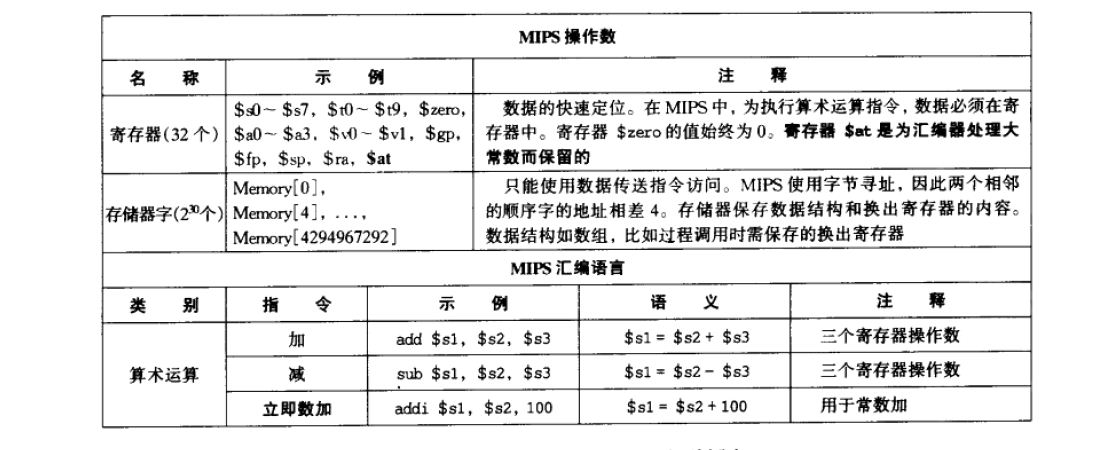 MIPS 操作数
名 称 示 例 注 释
寄存器(32 个) $s0~ $s7, $t0~ $t9, $zero, $a0~ $a3, $v0~ $v1, $gp, $fp, $sp, $ra, $at 数据的快速定位。在 MIPS 中，为执行算术运算指令，数据必须在寄存器中。寄存器 $zero 的值始终为 0。寄存器 $at 是为汇编器处理大常数而保留的
存储器字(2³⁰个) Memory[0], Memory[4], ..., Memory[4294967292] 只能使用数据传送指令访问。MIPS 使用字节寻址，因此两个相邻的顺序字的地址相差 4。存储器保存数据结构和换出寄存器的内容。数据结构如数组，比如过程调用时需保存的换出寄存器
MIPS 汇编语言
类 别 指 令 示 例 语 义 注 释
算术运算 加 add $s1, $s2, $s3 $s1 = $s2 + $s3 三个寄存器操作数
减 sub $s1, $s2, $s3 $s1 = $s2 - $s3 三个寄存器操作数
立即数加 addi $s1, $s2, 100 $s1 = $s2 + 100 用于常数加